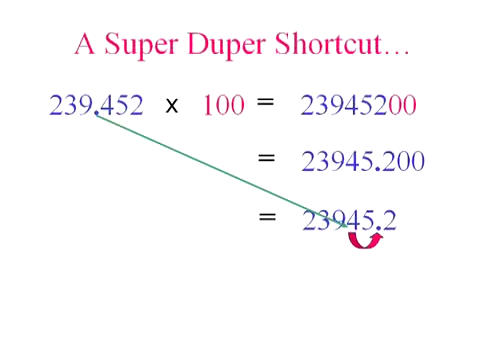 A Super Duper Shortcut...
239.452 x 100 = 23945200
= 23945.200
= 23945.2